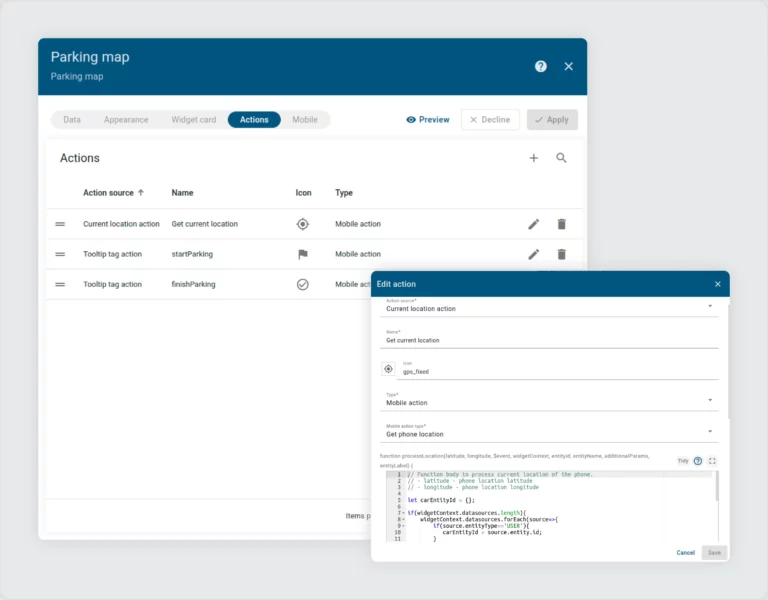 Parking map
Parking map
Data Appearance Widget card Actions Mobile Preview Decline Apply
Actions
Action source Name Icon Type
Current location action Get current location Mobile action
Tooltip tag action startParking Mobile action
Tooltip tag action finishParking Mobile act
Items p
Edit action
Action source*
Current location action
Name*
Get current location
Icon
gps_fixed
Type*
Mobile action
Mobile action type*
Get phone location
function processLocation(latitude, longitude, $event, widgetContext, entityId, entityName, additionalParams,
entityLabel) {
Tidy
1 // Function body to process current location of the phone.
2 // - latitude - phone location latitude
3 // - longitude - phone location longitude
4
5 let carEntityId = {};
6
7 if(widgetContext.datasources.length){
8 widgetContext.datasources.forEach(source=>{
9 if(source.entityType=='USER'){
10 carEntityId = source.entity.id;
11 }
Cancel Save